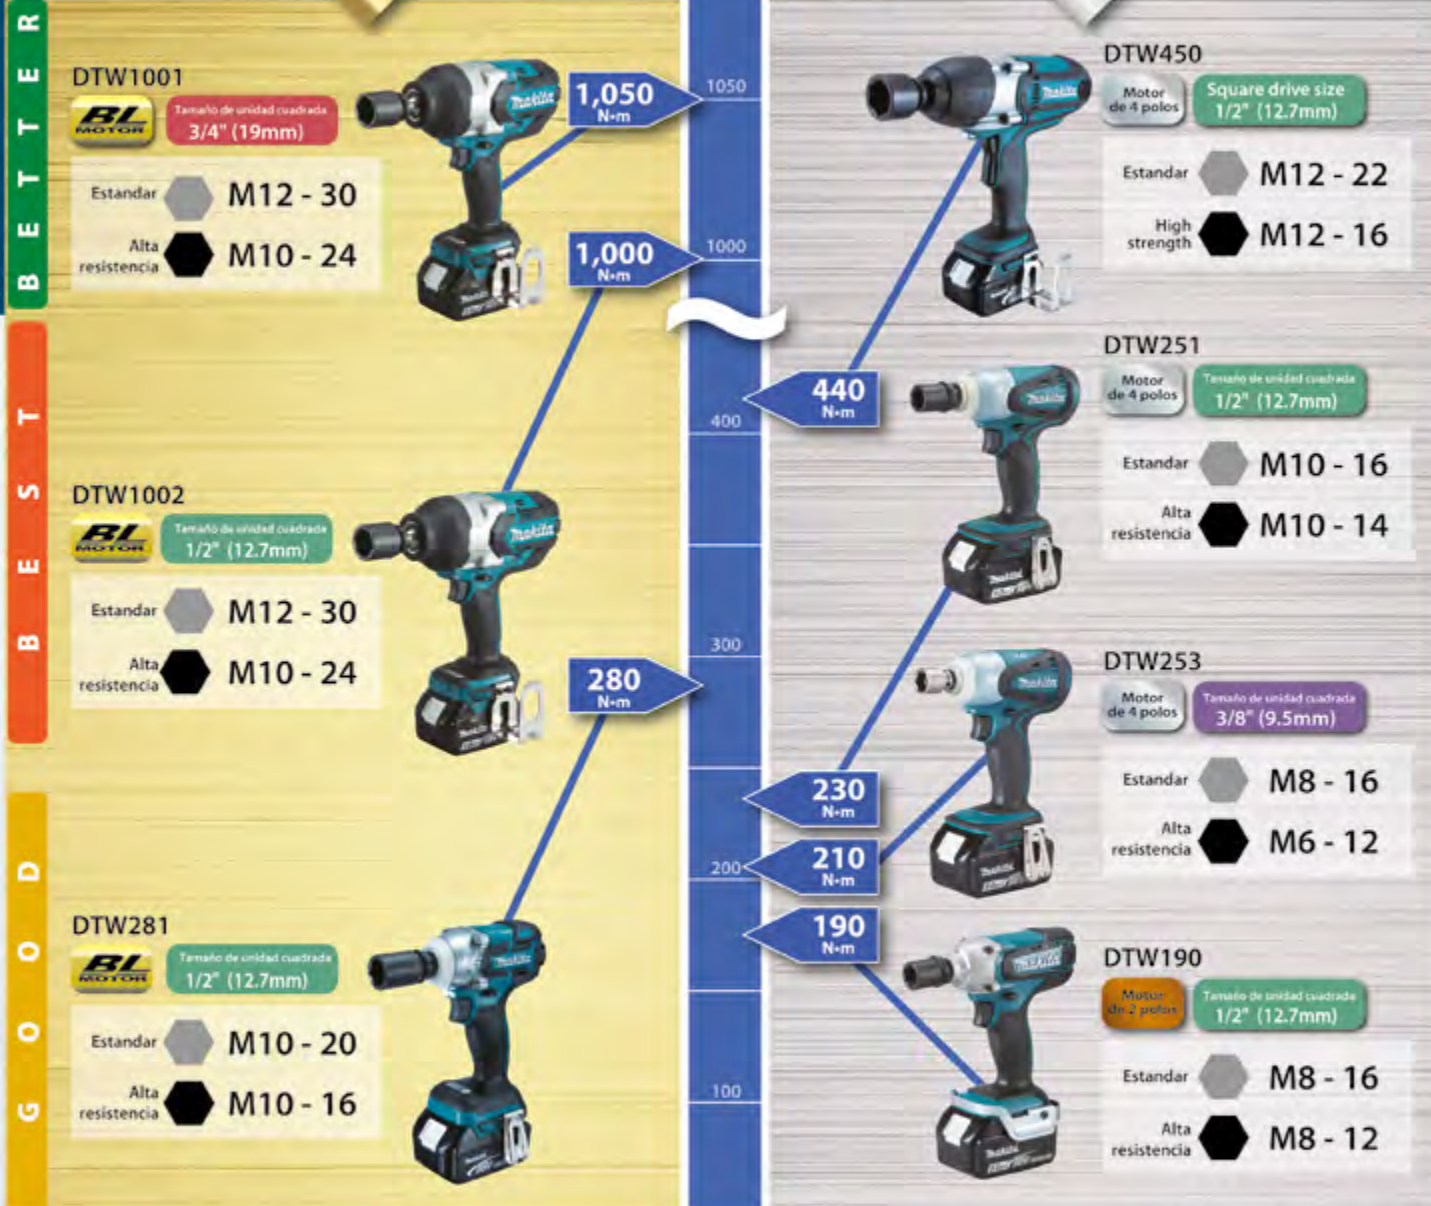 BETTER
DTW1001
BL
MOTOR
Tamaño de unidad cuadrada
3/4" (19mm)
Estandar
M12 - 30
Alta
resistencia
M10 - 24
makita
1,050
N•m
1,000
N•m
BEST
DTW1002
BL
MOTOR
Tamaño de unidad cuadrada
1/2" (12.7mm)
Estandar
M12 - 30
Alta
resistencia
M10 - 24
makita
280
N•m
GOOD
DTW281
BL
MOTOR
Tamaño de unidad cuadrada
1/2" (12.7mm)
Estandar
M10 - 20
Alta
resistencia
M10 - 16
makita
1050
1000
400
300
200
100
DTW450
Motor
de 4 polos
Square drive size
1/2" (12.7mm)
Estandar
M12 - 22
High
strength
M12 - 16
makita
440
N•m
DTW251
Motor
de 4 polos
Tamaño de unidad cuadrada
1/2" (12.7mm)
Estandar
M10 - 16
Alta
resistencia
M10 - 14
makita
230
N•m
DTW253
Motor
de 4 polos
Tamaño de unidad cuadrada
3/8" (9.5mm)
Estandar
M8 - 16
Alta
resistencia
M6 - 12
makita
210
N•m
190
N•m
DTW190
Motor
de 2 polos
Tamaño de unidad cuadrada
1/2" (12.7mm)
Estandar
M8 - 16
Alta
resistencia
M8 - 12
makita